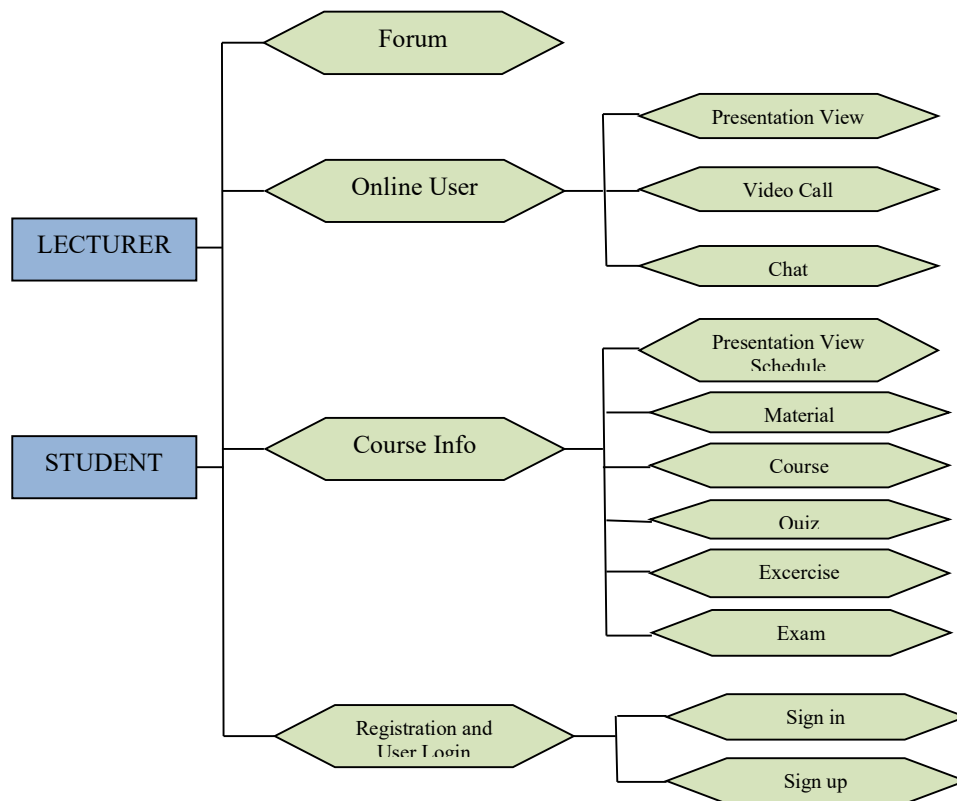 Forum
Presentation View
Online User
Video Call
LECTURER
Chat
Presentation View
Schedule
Material
Course Info
STUDENT
Course
Quiz
Excercise
Exam
Registration and
User Login
Sign in
Sign up